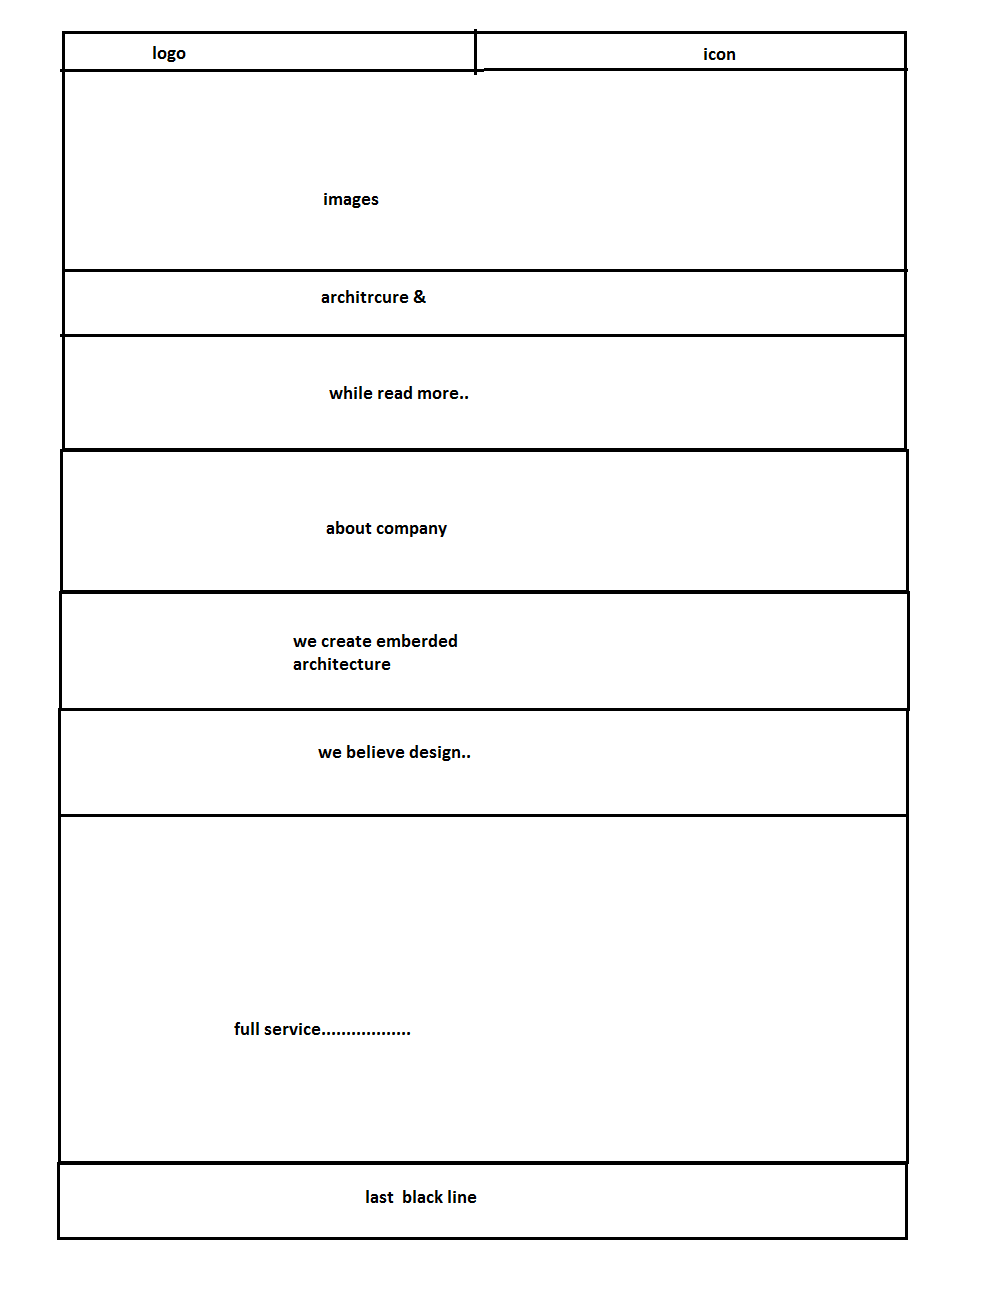 logo
icon
images
architrcure &
while read more..
about company
we create emberded
architecture
we believe design..
full service..................
last  black line